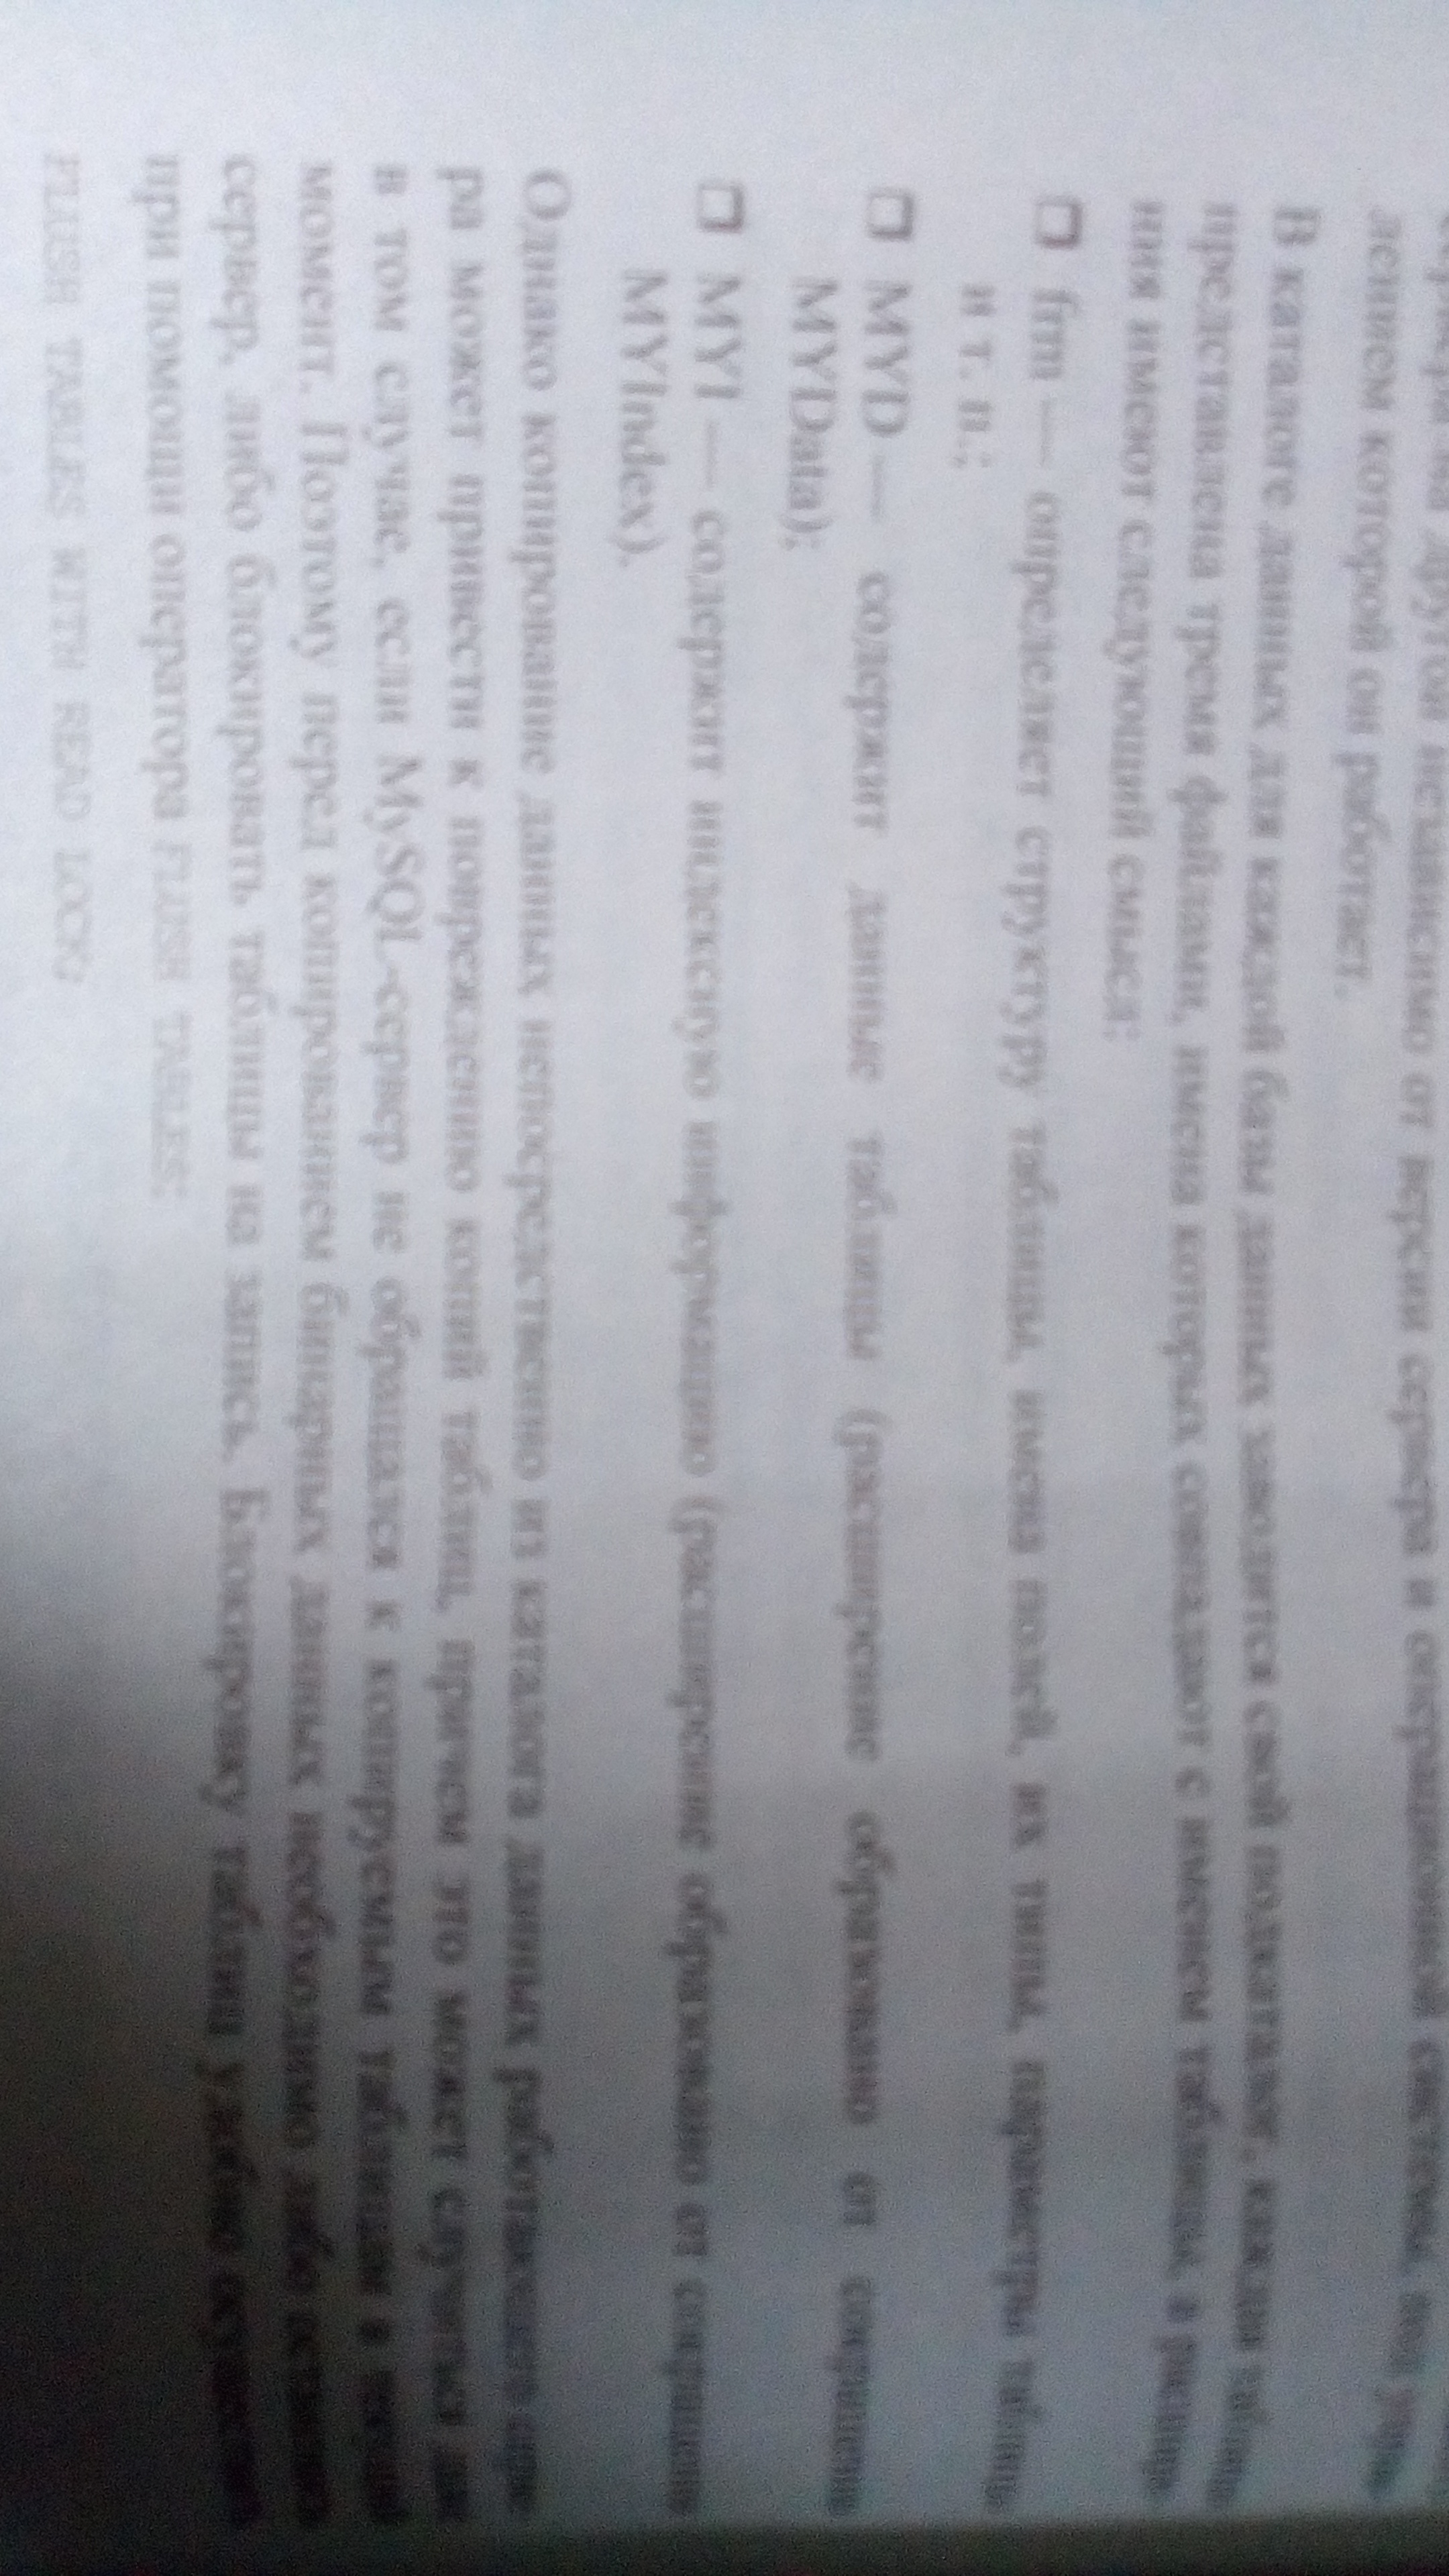 сервера на другой независимо от версии сервера и операционной системы, под управ-
лением которой он работает.
В каталоге данных для каждой базы данных заводится свой подкаталог, каждая таблица
представлена тремя файлами, имена которых совпадают с именем таблицы, а расшире-
ния имеют следующий смысл:
❒ frm — определяет структуру таблицы, имена полей, их типы, параметры таблицы
и т. п.;
❒ MYD — содержит данные таблицы (расширение образовано от сокращения
MYData);
❒ MYI — содержит индексную информацию (расширение образовано от сокращения
MYIndex).
Однако копирование данных непосредственно из каталога данных работающего серве-
ра может привести к повреждению копий таблиц, причем это может случиться даже
в том случае, если MySQL-сервер не обращался к копируемым таблицам в
момент. Поэтому перед копированием бинарных данных необходимо либо остановить
сервер, либо блокировать таблицы на запись. Блокировку таблиц удобно
при помощи оператора FLUSH TABLES:
FLUSH TABLES WITH READ LOCK;